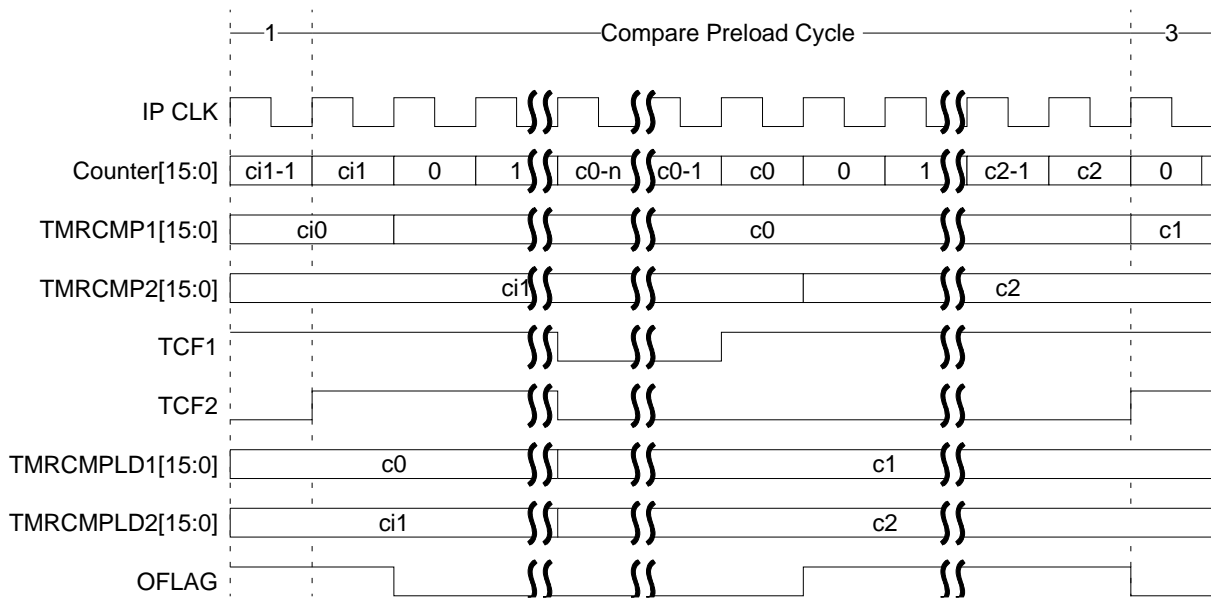 1 Compare Preload Cycle 3
IP CLK
Counter[15:0] ci1-1 ci1 0 1 c0-n c0-1 c0 0 1 c2-1 c2 0
TMRCMP1[15:0] ci0 c0 c1
TMRCMP2[15:0] ci1 c2
TCF1
TCF2
TMRCMPLD1[15:0] c0 c1
TMRCMPLD2[15:0] ci1 c2
OFLAG